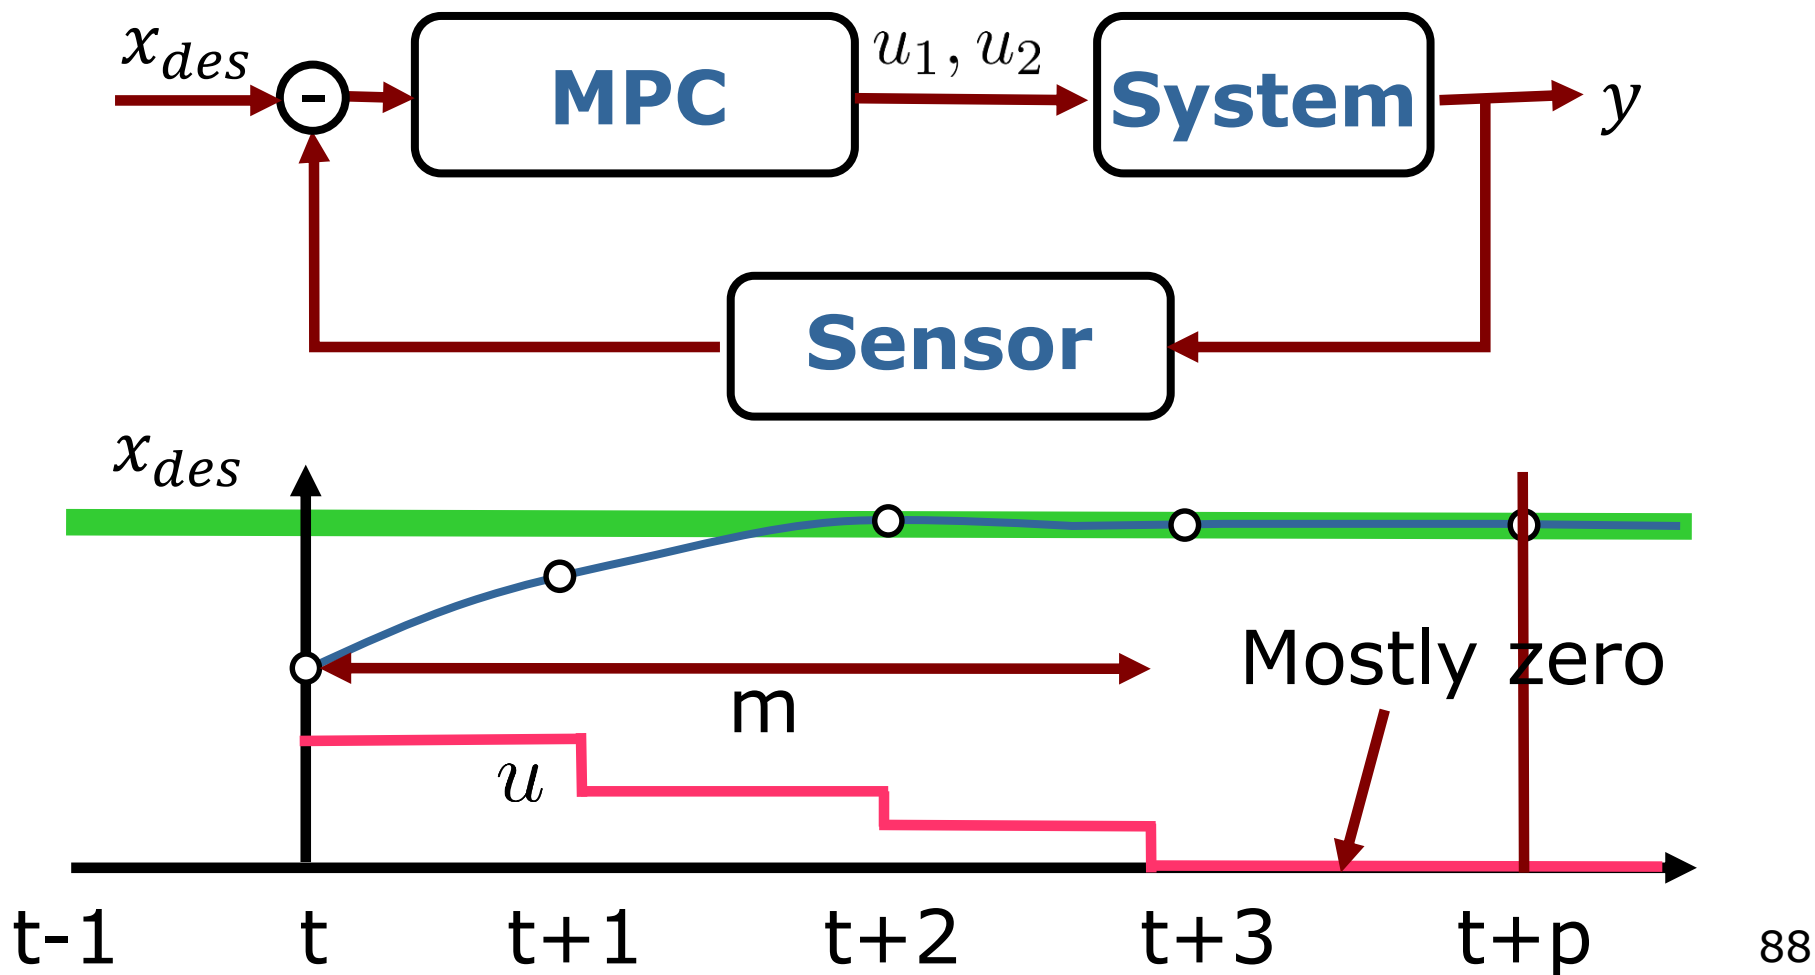 x_des
-
MPC
u_1, u_2
System
y
Sensor
x_des
Mostly zero
m
u
t-1 t t+1 t+2 t+3 t+p
88